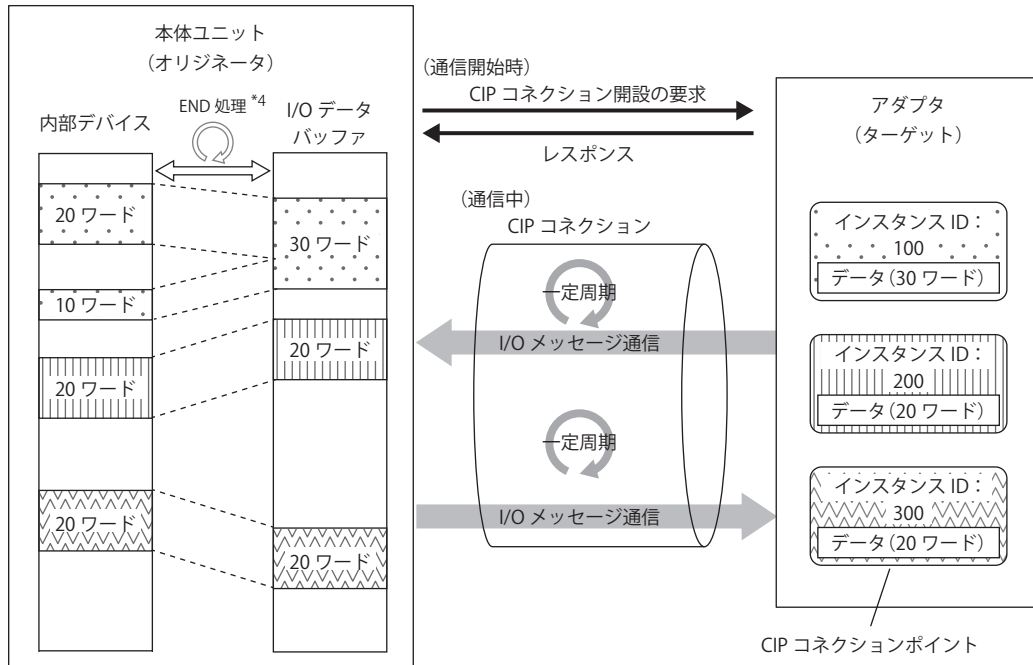 本体ユニット
(オリジネータ)
END 処理 *4
内部デバイス
I/O データ
バッファ
20 ワード
10 ワード
20 ワード
20 ワード
30 ワード
20 ワード
20 ワード
(通信開始時)
CIP コネクション開設の要求
レスポンス
(通信中)
CIP コネクション
一定周期
I/O メッセージ通信
一定周期
I/O メッセージ通信
アダプタ
(ターゲット)
インスタンス ID：
100
データ(30 ワード)
インスタンス ID：
200
データ(20 ワード)
インスタンス ID：
300
データ(20 ワード)
CIP コネクションポイント